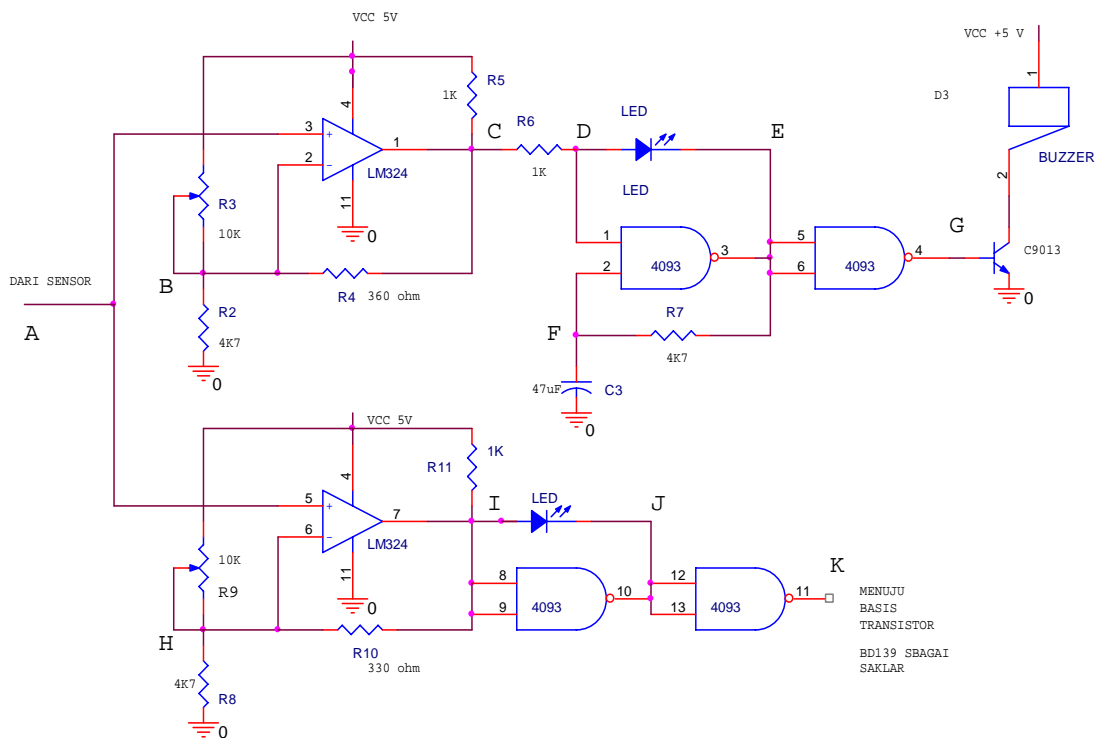 VCC 5V
VCC +5 V
R5
1K
1
D3
LED
BUZZER
2
4
3
+
1
C
R6
D
E
2
−
LM324
1K
LED
11
0
R3
10K
1
2
4093
3
5
6
4093
4
G
C9013
0
B
R4
360 ohm
DARI SENSOR
A
R2
4K7
0
F
R7
4K7
47uF
C3
0
VCC 5V
R11
1K
4
5
+
7
I
LED
J
6
−
LM324
11
0
10K
R9
8
9
4093
10
12
13
4093
11
K
MENUJU
BASIS
TRANSISTOR
BD139 SBAGAI
SAKLAR
H
R10
330 ohm
4K7
R8
0